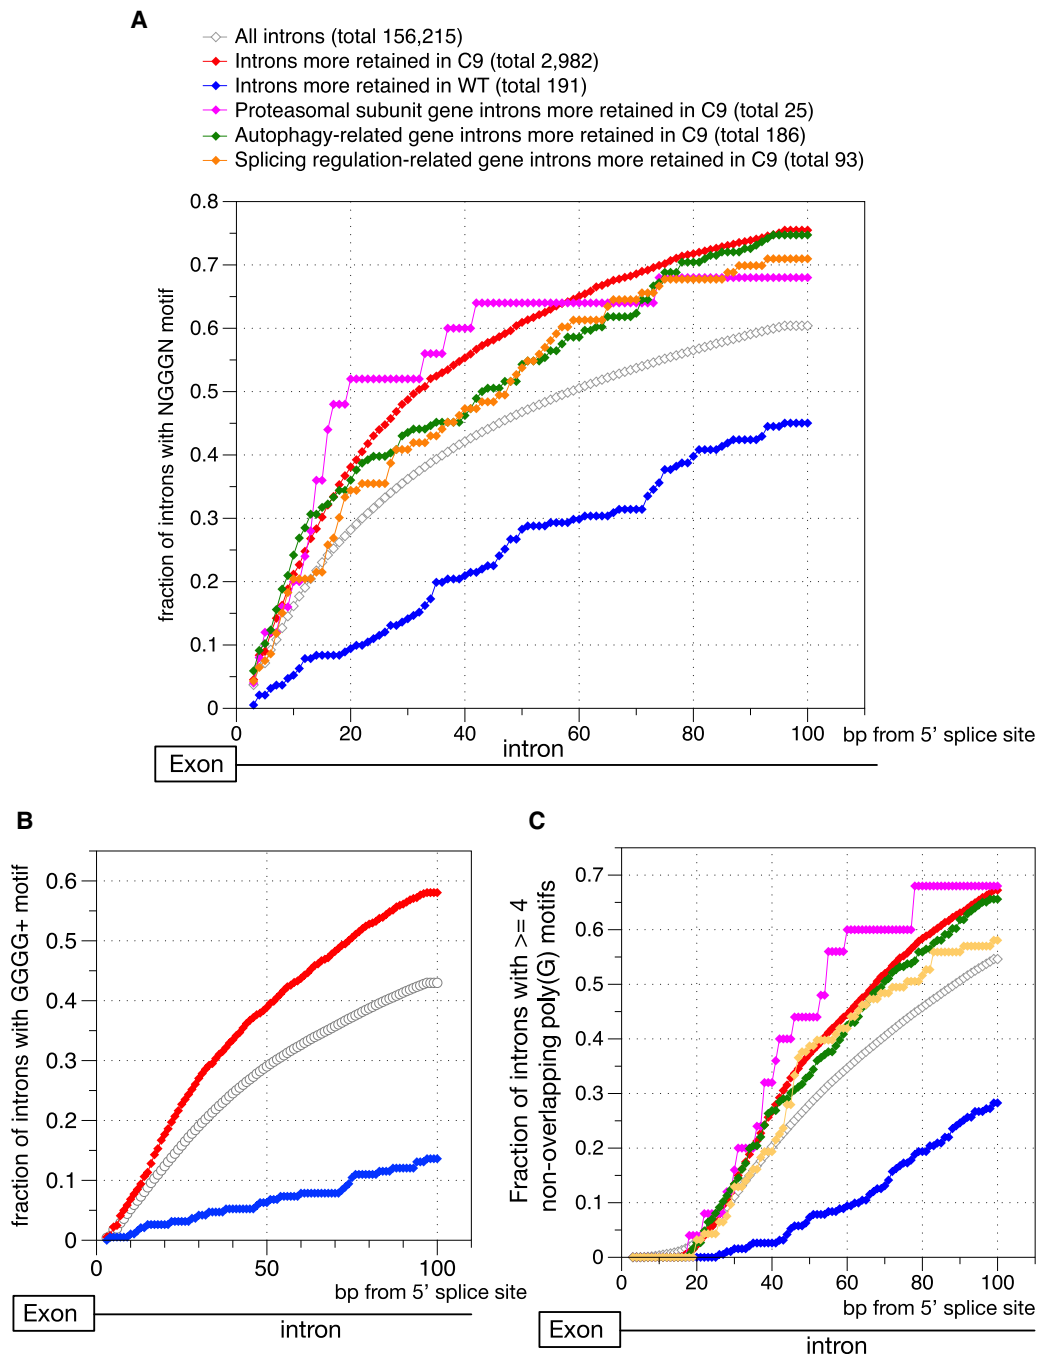 A
All introns (total 156,215)
Introns more retained in C9 (total 2,982)
Introns more retained in WT (total 191)
Proteasomal subunit gene introns more retained in C9 (total 25)
Autophagy-related gene introns more retained in C9 (total 186)
Splicing regulation-related gene introns more retained in C9 (total 93)
fraction of introns with NGGGN motif
0.8
0.7
0.6
0.5
0.4
0.3
0.2
0.1
0
0 20 40 60 80 100
bp from 5’ splice site
Exon
intron
B
fraction of introns with GGGG+ motif
0.6
0.5
0.4
0.3
0.2
0.1
0
0 50 100
bp from 5’ splice site
Exon
intron
C
Fraction of introns with >= 4
non-overlapping poly(G) motifs
0.7
0.6
0.5
0.4
0.3
0.2
0.1
0
0 20 40 60 80 100
bp from 5’ splice site
Exon
intron